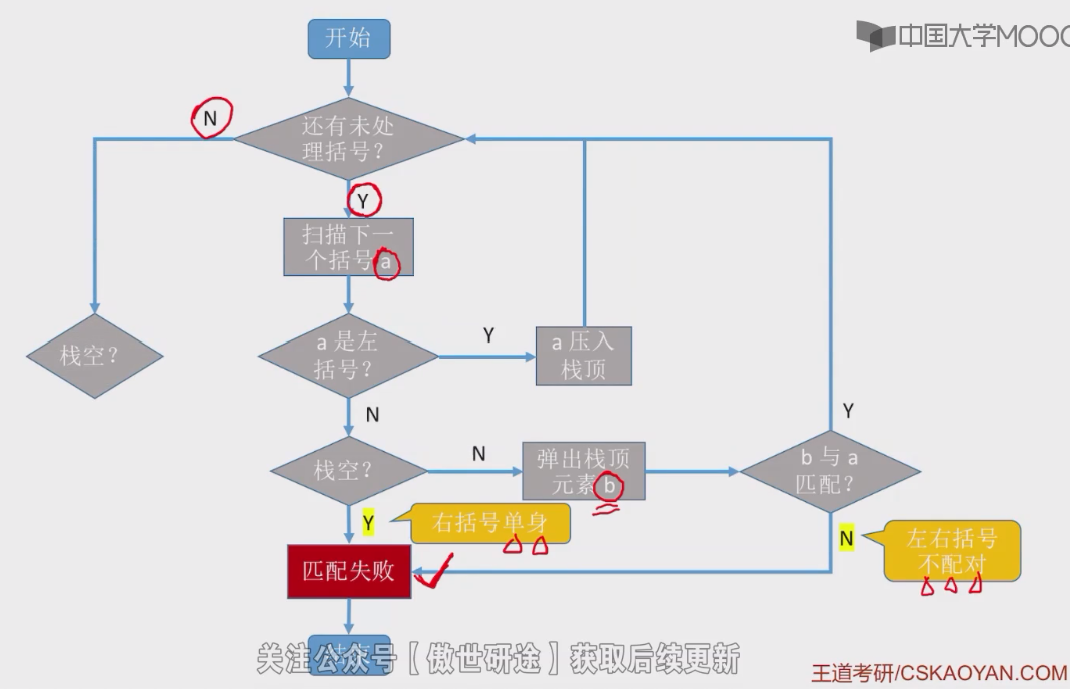 开始
中国大学MOOC
N
还有未处
理括号?
Y
扫描下一
个括号a
栈空?
a 是左
括号?
Y
a 压入
栈顶
N
Y
栈空?
N
弹出栈顶
元素b
b 与 a
匹配?
Y
右括号单身
N
左右括号
不配对
匹配失败
关注公众号【傲世研途】获取后续更新
王道考研/CSKAOYAN.COM